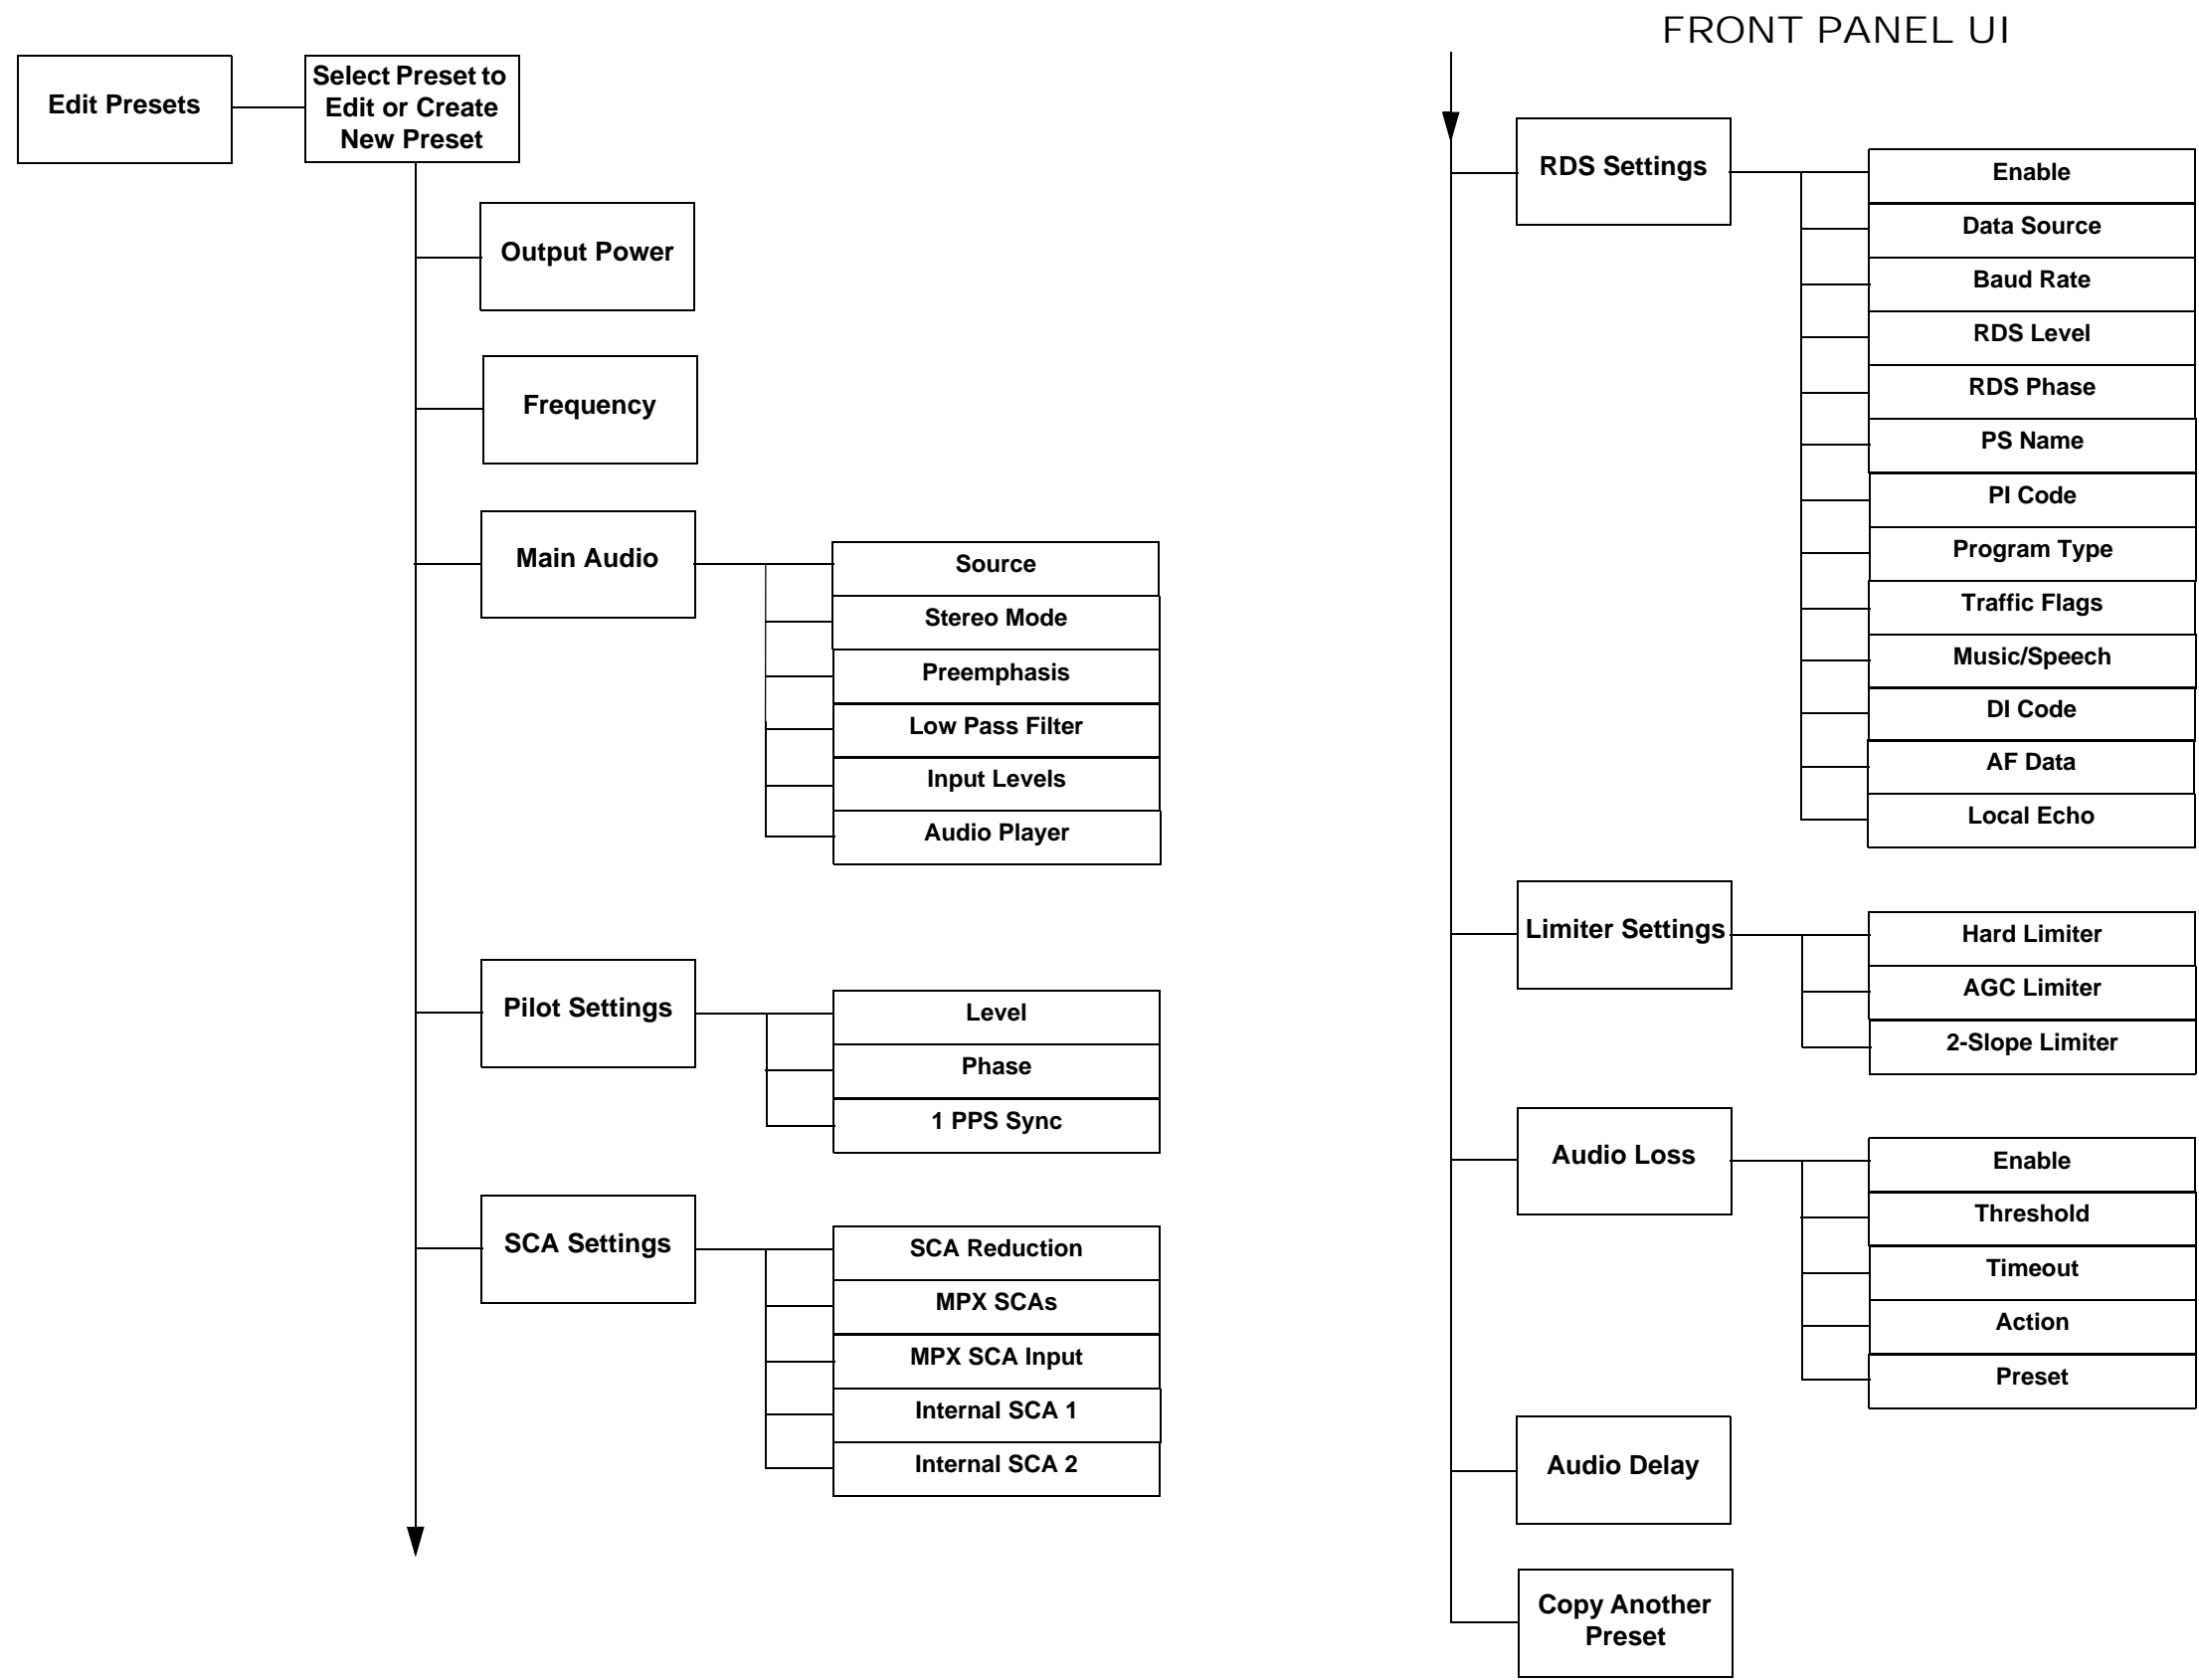 FRONT PANEL UI
Edit Presets
Select Preset to
Edit or Create
New Preset
Output Power
Frequency
Main Audio
Source
Stereo Mode
Preemphasis
Low Pass Filter
Input Levels
Audio Player
Pilot Settings
Level
Phase
1 PPS Sync
SCA Settings
SCA Reduction
MPX SCAs
MPX SCA Input
Internal SCA 1
Internal SCA 2
RDS Settings
Enable
Data Source
Baud Rate
RDS Level
RDS Phase
PS Name
PI Code
Program Type
Traffic Flags
Music/Speech
DI Code
AF Data
Local Echo
Limiter Settings
Hard Limiter
AGC Limiter
2-Slope Limiter
Audio Loss
Enable
Threshold
Timeout
Action
Preset
Audio Delay
Copy Another
Preset